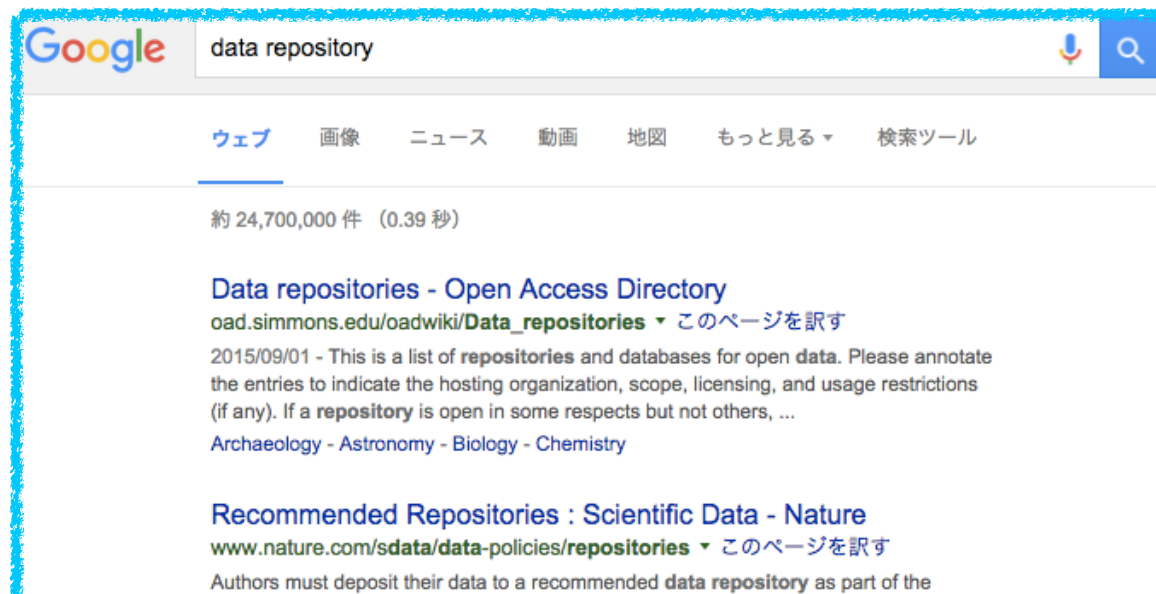 Google data repository
ウェブ 画像 ニュース 動画 地図 もっと見る 検索ツール
約 24,700,000 件 （0.39 秒）
Data repositories - Open Access Directory
oad.simmons.edu/oadwiki/Data_repositories このページを訳す
2015/09/01 - This is a list of repositories and databases for open data. Please annotate
the entries to indicate the hosting organization, scope, licensing, and usage restrictions
(if any). If a repository is open in some respects but not others, ...
Archaeology - Astronomy - Biology - Chemistry
Recommended Repositories : Scientific Data - Nature
www.nature.com/sdata/data-policies/repositories このページを訳す
Authors must deposit their data to a recommended data repository as part of the